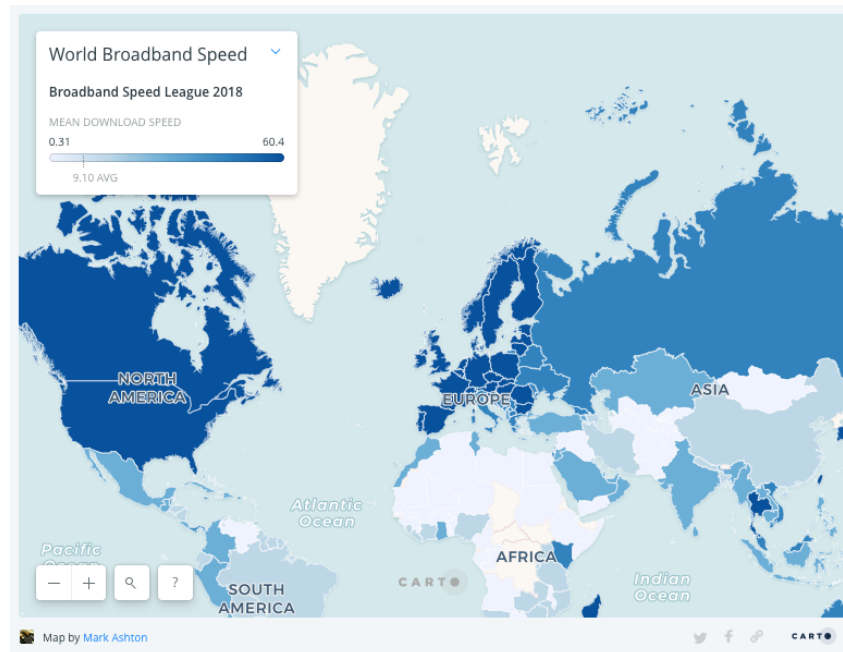 World Broadband Speed
Broadband Speed League 2018
MEAN DOWNLOAD SPEED
0.31 60.4
9.10 AVG
NORTH
AMERICA
EUROPE
ASIA
Atlantic
Ocean
Pacific
Ocean
AFRICA
CARTO
Indian
Ocean
SOUTH
AMERICA
− + ?
Map by Mark Ashton
CARTO